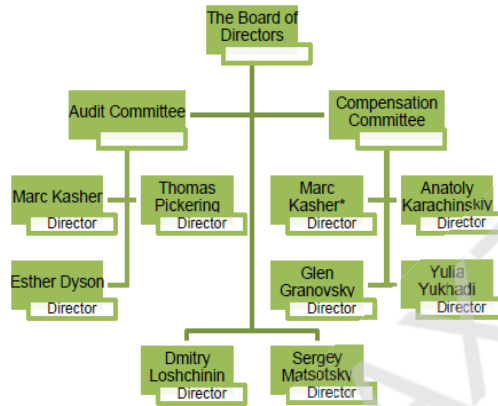 The Board of
Directors
Audit Committee
Compensation
Committee
Marc Kasher
Director
Thomas
Pickering
Director
Marc
Kasher*
Director
Anatoly
Karachinskiy
Director
Esther Dyson
Director
Glen
Granovsky
Director
Yulia
Yukhadi
Director
Dmitry
Loshchinin
Director
Sergey
Matsotsky
Director